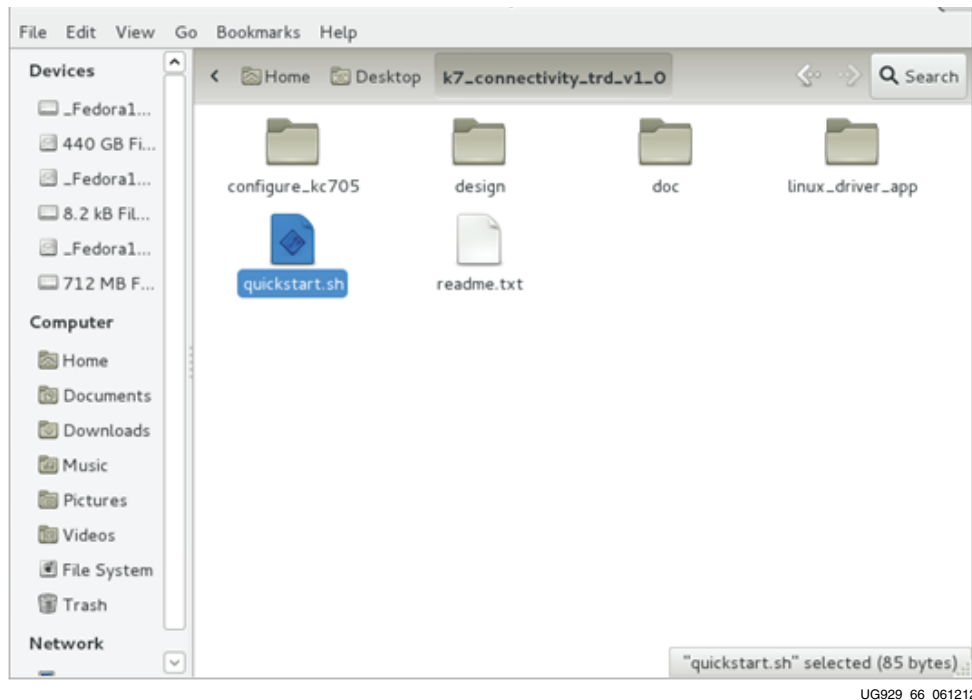 File Edit View Go Bookmarks Help
Devices
_Fedora1...
440 GB Fi...
_Fedora1...
8.2 kB Fil...
_Fedora1...
712 MB F...
Computer
Home
Documents
Downloads
Music
Pictures
Videos
File System
Trash
Network
Home Desktop k7_connectivity_trd_v1_0 Search
configure_kc705 design doc linux_driver_app
quickstart.sh readme.txt
"quickstart.sh" selected (85 bytes)
UG929_66_061212